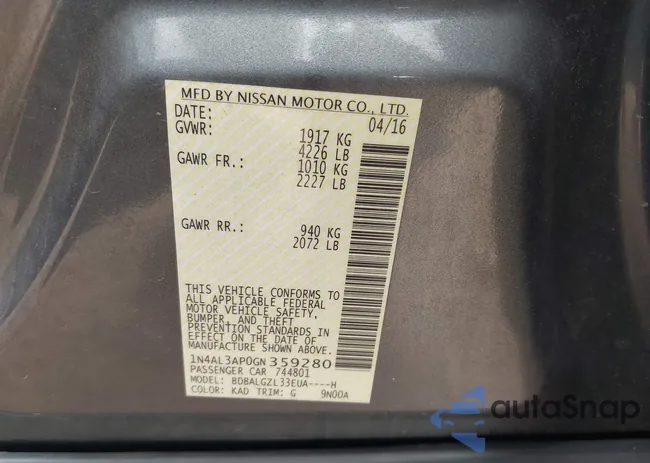 MFD BY NISSAN MOTOR CO., LTD.
DATE: 04/16
GVWR: 1917 KG
4226 LB
GAWR FR.: 1010 KG
2227 LB
GAWR RR.: 940 KG
2072 LB
THIS VEHICLE CONFORMS TO
ALL APPLICABLE FEDERAL
MOTOR VEHICLE SAFETY,
BUMPER, AND THEFT
PREVENTION STANDARDS IN
EFFECT ON THE DATE OF
MANUFACTURE SHOWN ABOVE.
1N4AL3AP0GN359280
PASSENGER CAR 744801
MODEL: BDBALGZL33EUA----H
COLOR: KAD TRIM: G 9N00A
autoSnap